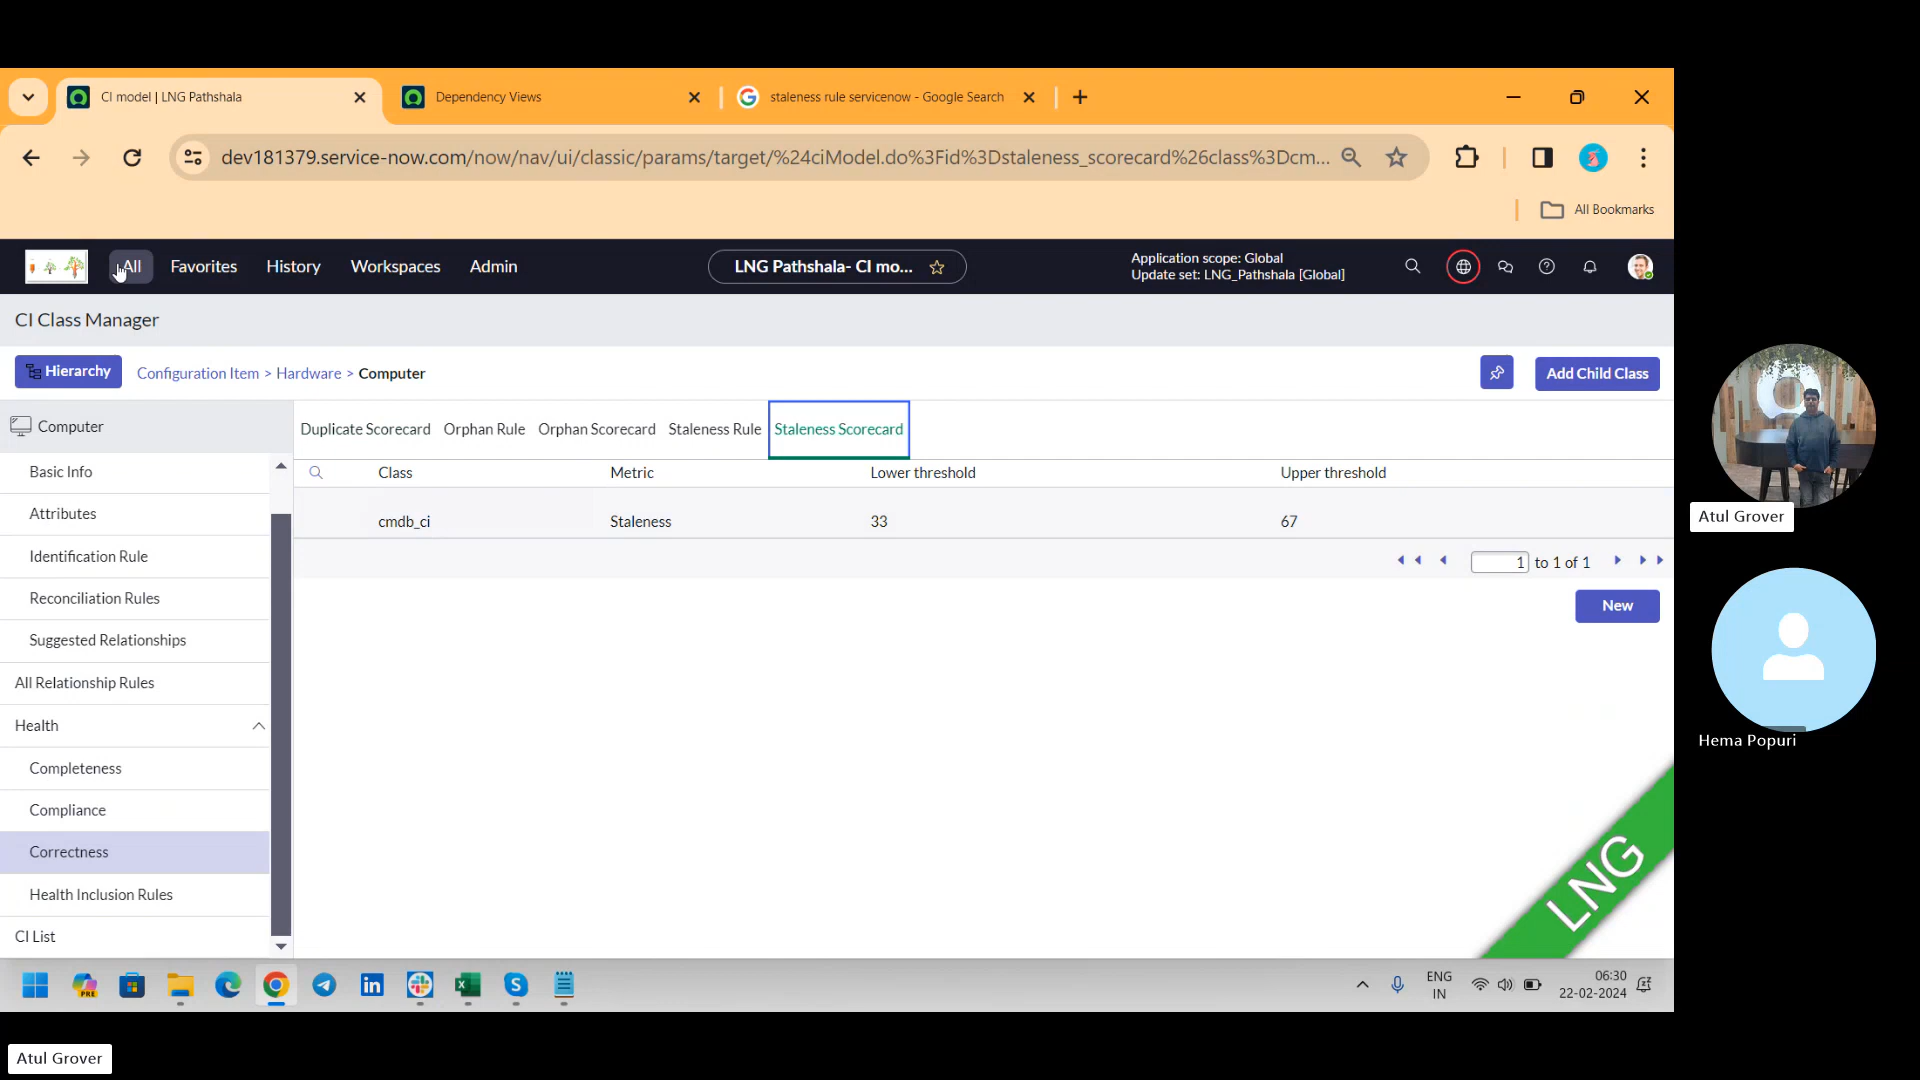 CI model | LNG Pathshala
Dependency Views
staleness rule servicenow - Google Search
dev181379.service-now.com/now/nav/ui/classic/params/target/%24ciModel.do%3Fid%3Dstaleness_scorecard%26class%3Dcm...
All Bookmarks
All
Favorites
History
Workspaces
Admin
LNG Pathshala- CI mo...
Application scope: Global
Update set: LNG_Pathshala [Global]
CI Class Manager
Hierarchy
Configuration Item > Hardware > Computer
Add Child Class
Computer
Duplicate Scorecard
Orphan Rule
Orphan Scorecard
Staleness Rule
Staleness Scorecard
Basic Info
Attributes
Identification Rule
Reconciliation Rules
Suggested Relationships
All Relationship Rules
Health
Completeness
Compliance
Correctness
Health Inclusion Rules
CI List
Class Metric Lower threshold Upper threshold
cmdb_ci Staleness 33 67
1 to 1 of 1
New
LNG
PRE
ENG
IN
06:30
22-02-2024
Atul Grover
Hema Popuri
Atul Grover